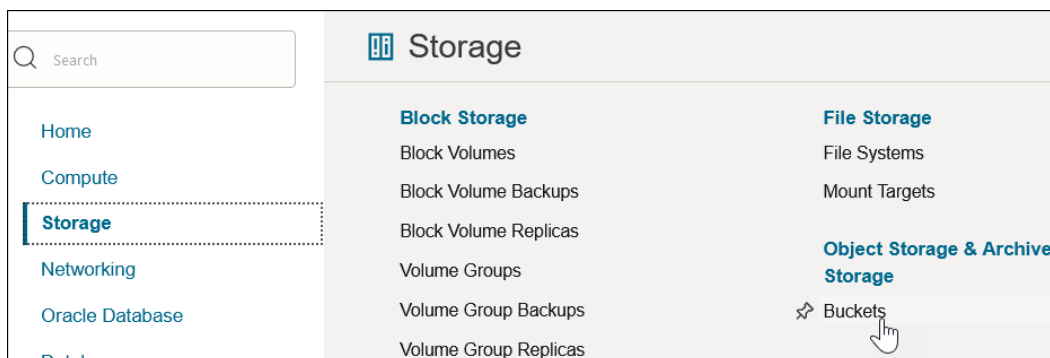 Search
Home
Compute
Storage
Networking
Oracle Database
Storage
Block Storage
Block Volumes
Block Volume Backups
Block Volume Replicas
Volume Groups
Volume Group Backups
Volume Group Replicas
File Storage
File Systems
Mount Targets
Object Storage & Archive
Storage
Buckets